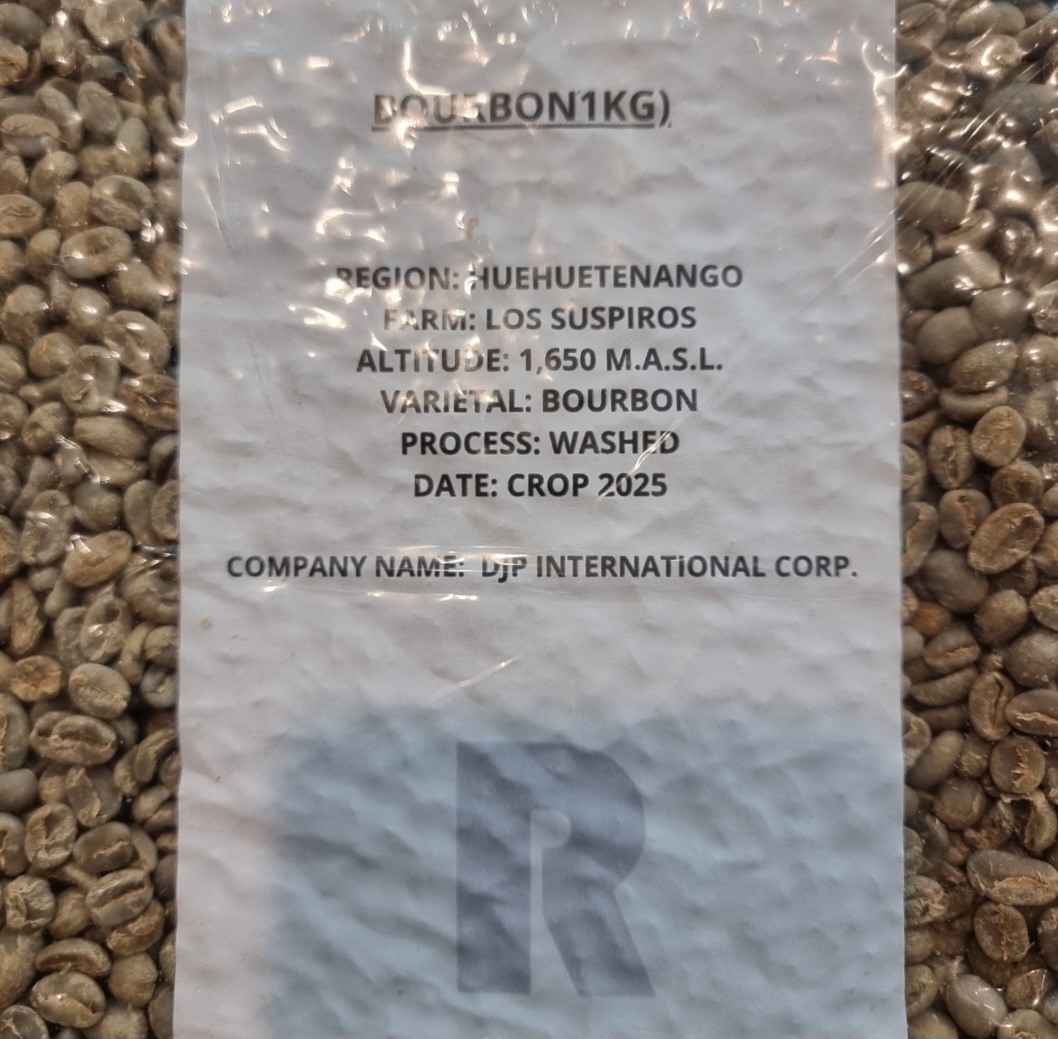 BOURBON1KG)
REGION: HUEHUETENANGO
FARM: LOS SUSPIROS
ALTITUDE: 1,650 M.A.S.L.
VARIETAL: BOURBON
PROCESS: WASHED
DATE: CROP 2025
COMPANY NAME: DJP INTERNATIONAL CORP.
R